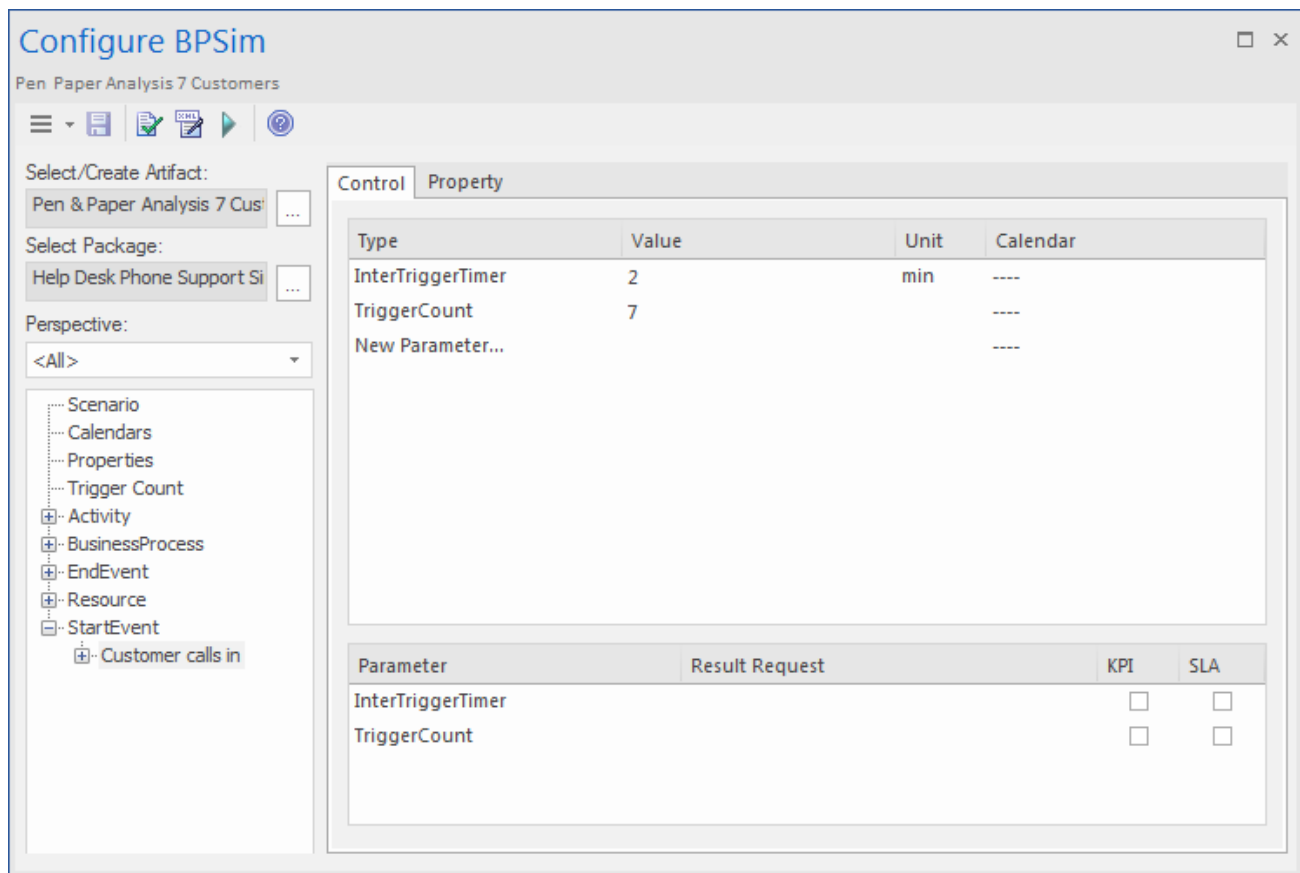 Configure BPSim
Pen Paper Analysis 7 Customers
Select/Create Artifact:
Pen & Paper Analysis 7 Cus
...
Select Package:
Help Desk Phone Support Si
...
Perspective:
<All>
Scenario
Calendars
Properties
Trigger Count
Activity
BusinessProcess
EndEvent
Resource
StartEvent
Customer calls in
Control Property
Type Value Unit Calendar
InterTriggerTimer 2 min ----
TriggerCount 7 ----
New Parameter... ----
Parameter Result Request KPI SLA
InterTriggerTimer
TriggerCount